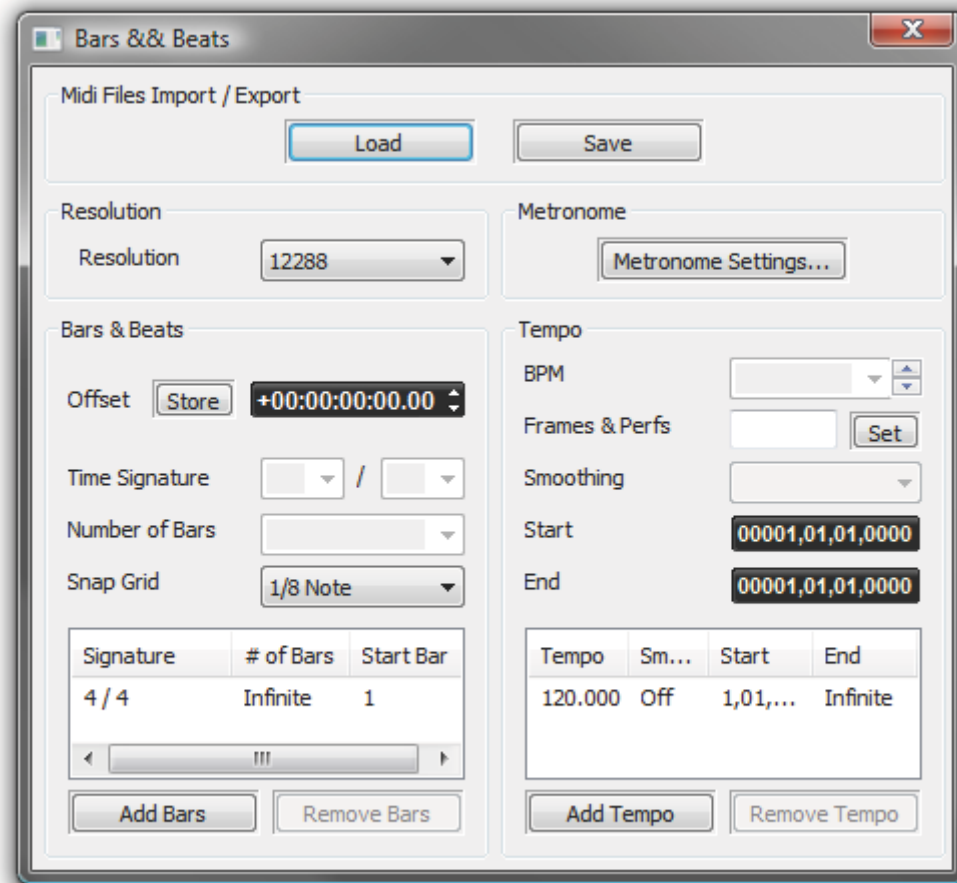 Bars && Beats
Midi Files Import / Export
Load Save
Resolution
Resolution 12288
Metronome
Metronome Settings...
Bars & Beats
Offset Store +00:00:00:00.00
Time Signature /
Number of Bars
Snap Grid 1/8 Note
Signature # of Bars Start Bar
4 / 4 Infinite 1
Add Bars Remove Bars
Tempo
BPM
Frames & Perfs Set
Smoothing
Start 00001,01,01,0000
End 00001,01,01,0000
Tempo Sm... Start End
120.000 Off 1,01,... Infinite
Add Tempo Remove Tempo